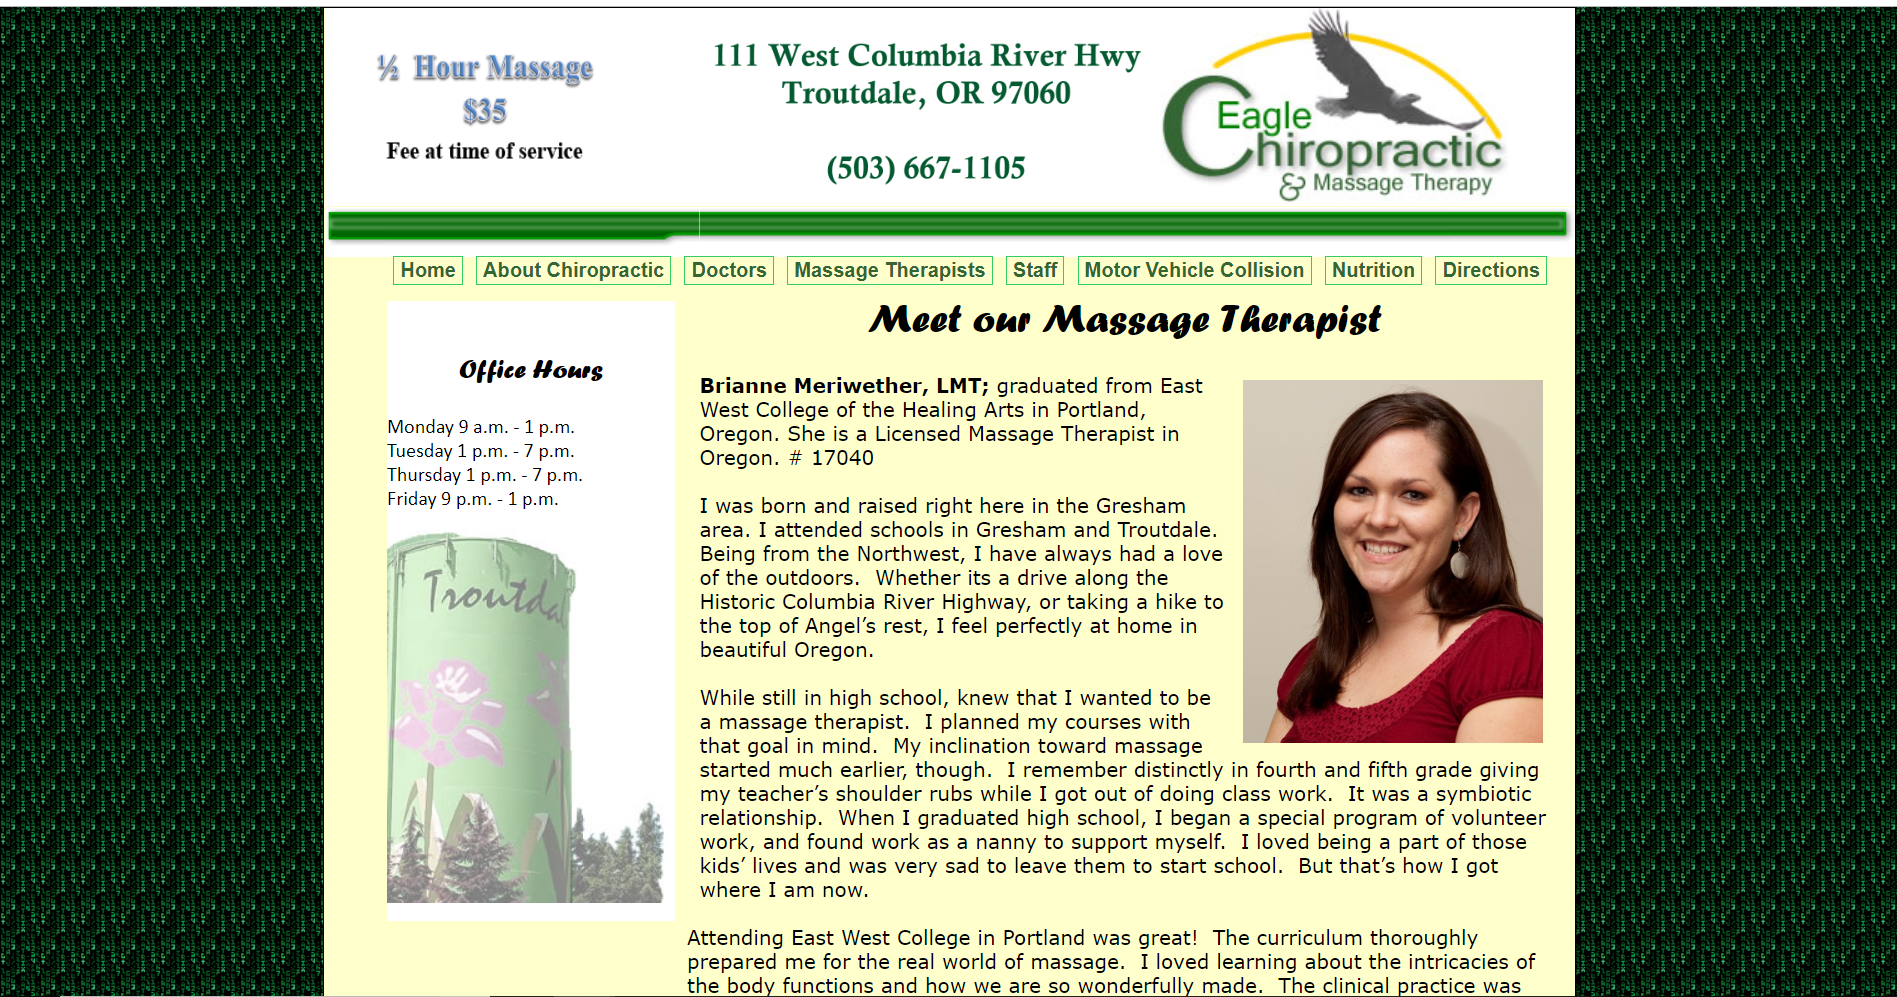 ½ Hour Massage
$35
Fee at time of service
111 West Columbia River Hwy
Troutdale, OR 97060
(503) 667-1105
Eagle
Chiropractic
& Massage Therapy
Home About Chiropractic Doctors Massage Therapists Staff Motor Vehicle Collision Nutrition Directions
Office Hours
Monday 9 a.m. - 1 p.m.
Tuesday 1 p.m. - 7 p.m.
Thursday 1 p.m. - 7 p.m.
Friday 9 p.m. - 1 p.m.
Troutda
Meet our Massage Therapist
Brianne Meriwether, LMT; graduated from East
West College of the Healing Arts in Portland,
Oregon. She is a Licensed Massage Therapist in
Oregon. # 17040
I was born and raised right here in the Gresham
area. I attended schools in Gresham and Troutdale.
Being from the Northwest, I have always had a love
of the outdoors.  Whether its a drive along the
Historic Columbia River Highway, or taking a hike to
the top of Angel’s rest, I feel perfectly at home in
beautiful Oregon.
While still in high school, knew that I wanted to be
a massage therapist.  I planned my courses with
that goal in mind.  My inclination toward massage
started much earlier, though.  I remember distinctly in fourth and fifth grade giving
my teacher’s shoulder rubs while I got out of doing class work.  It was a symbiotic
relationship.  When I graduated high school, I began a special program of volunteer
work, and found work as a nanny to support myself.  I loved being a part of those
kids’ lives and was very sad to leave them to start school.  But that’s how I got
where I am now.
Attending East West College in Portland was great!  The curriculum thoroughly
prepared me for the real world of massage.  I loved learning about the intricacies of
the body functions and how we are so wonderfully made.  The clinical practice was